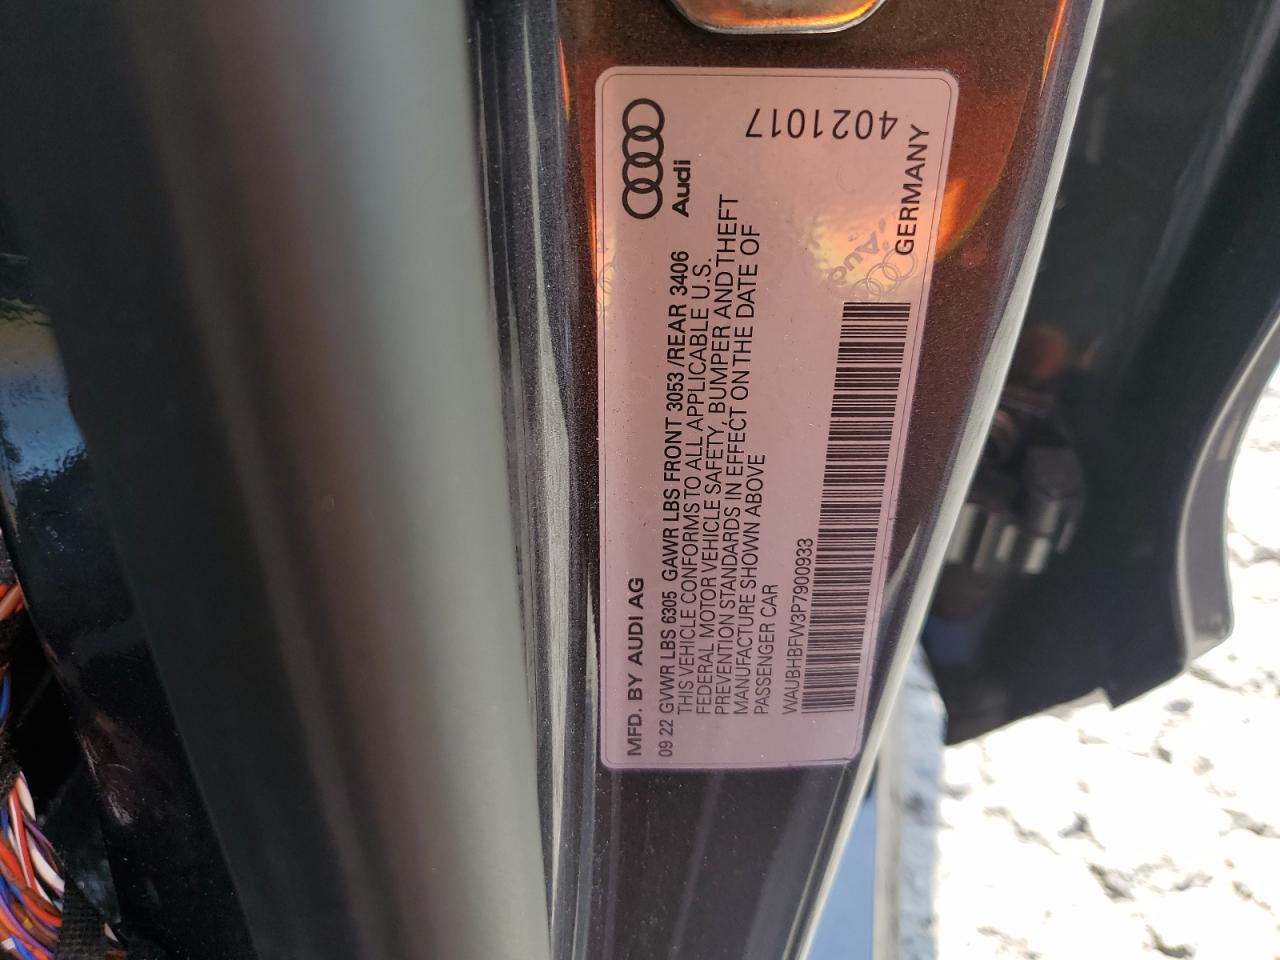 Audi
4021017
MFD. BY AUDI AG
09 22 GVWR LBS 6305 GAWR LBS FRONT 3053 /REAR 3406
THIS VEHICLE CONFORMS TO ALL APPLICABLE U.S.
FEDERAL MOTOR VEHICLE SAFETY, BUMPER AND THEFT
PREVENTION STANDARDS IN EFFECT ON THE DATE OF
MANUFACTURE SHOWN ABOVE
PASSENGER CAR
WAUBHBFW3P7900933
GERMANY
Audi